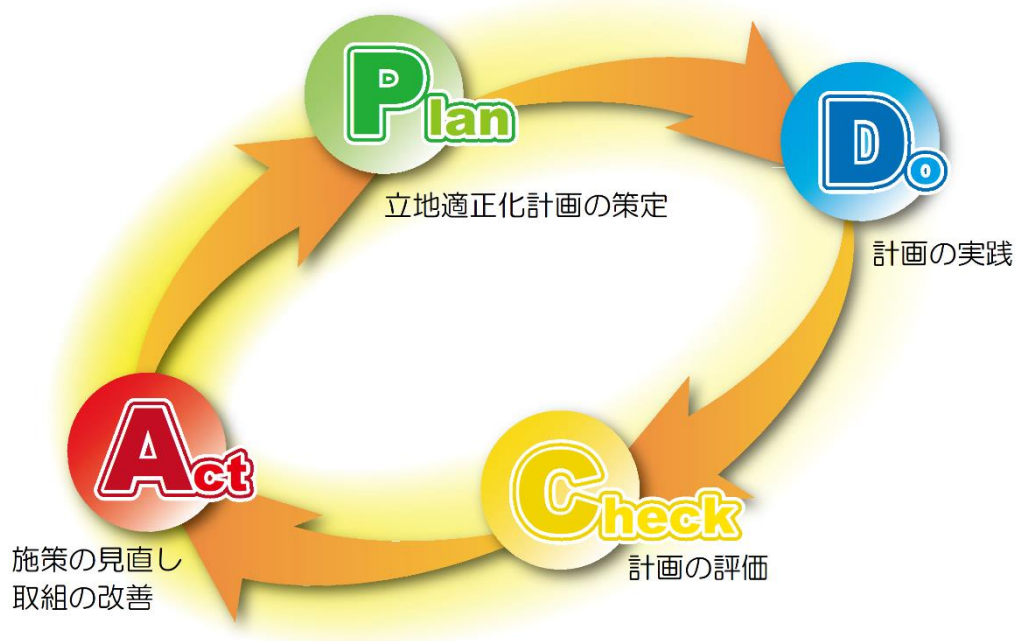 Plan
立地適正化計画の策定
Do
計画の実践
Check
計画の評価
Act
施策の見直し
取組の改善